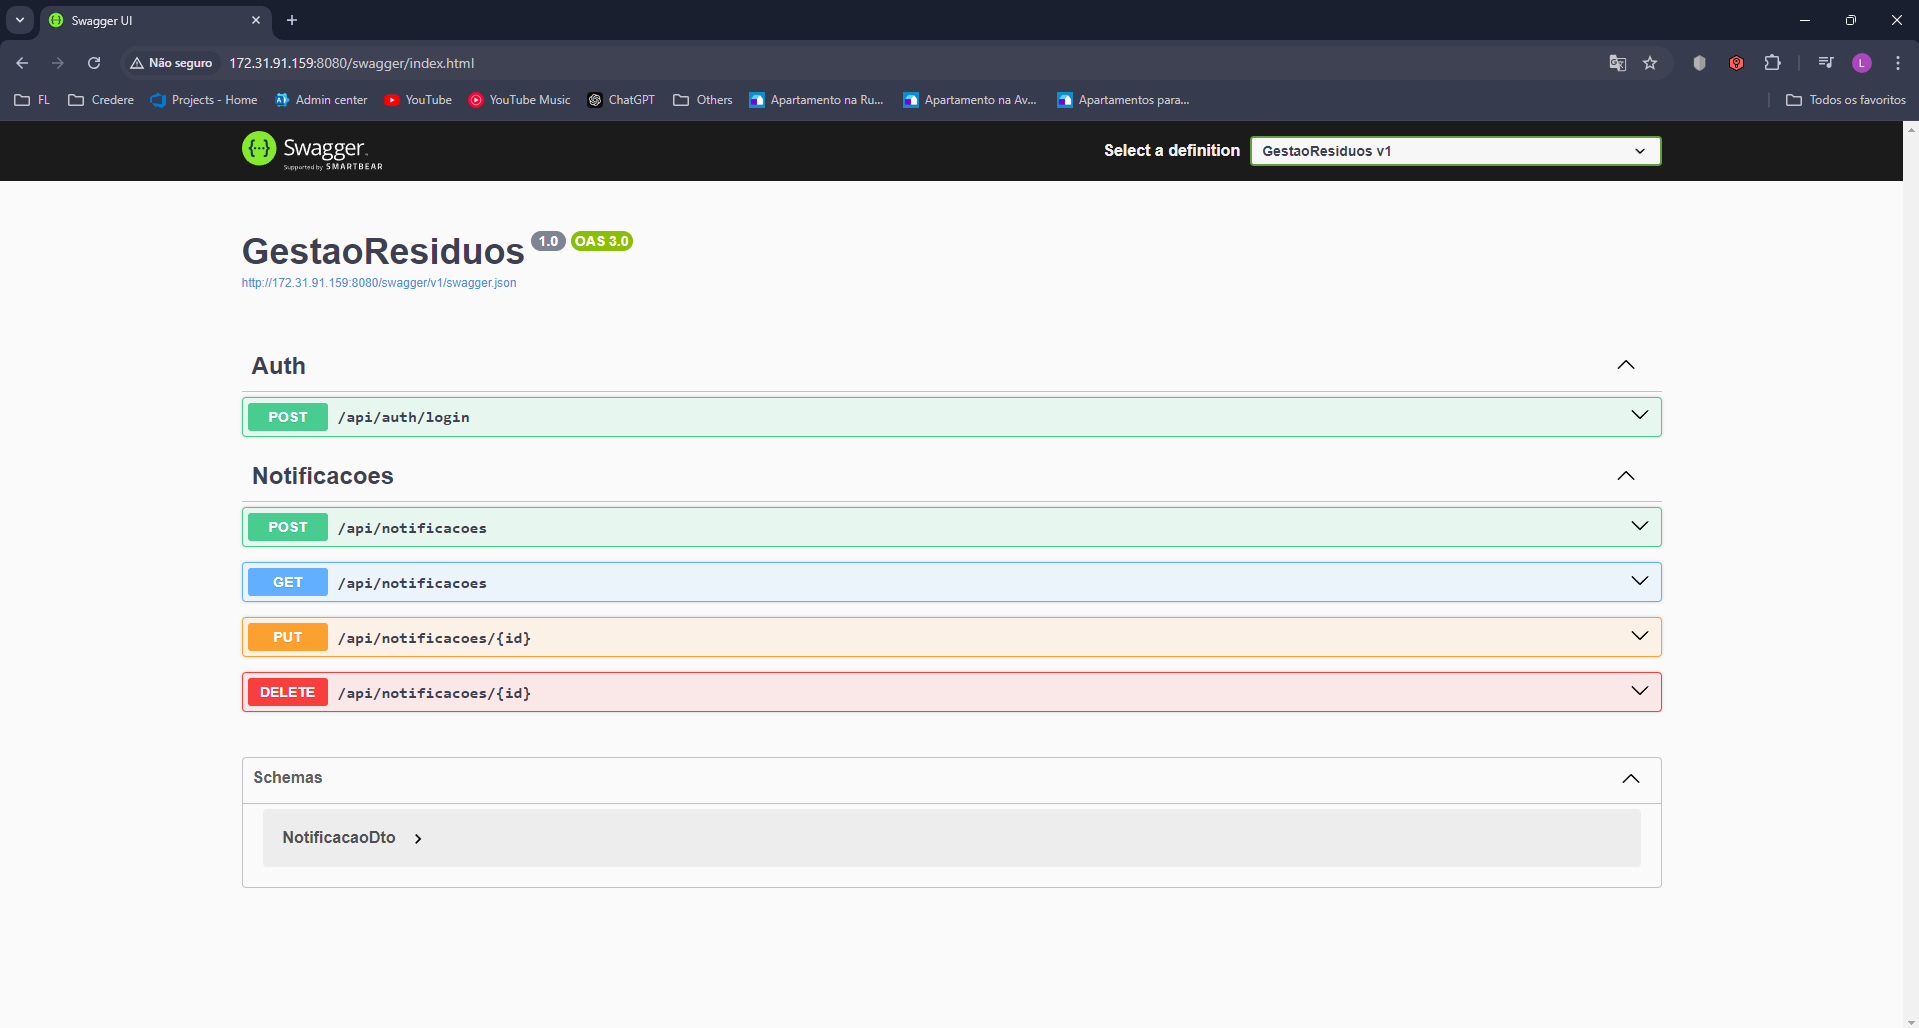 Swagger UI
Não seguro 172.31.91.159:8080/swagger/index.html
L
FL Credere Projects - Home Admin center YouTube YouTube Music ChatGPT Others Apartamento na Ru... Apartamento na Av... Apartamentos para... Todos os favoritos
Swagger.
Supported by SMARTBEAR
Select a definition GestaoResiduos v1
GestaoResiduos 1.0 OAS 3.0
http://172.31.91.159:8080/swagger/v1/swagger.json
Auth
POST /api/auth/login
Notificacoes
POST /api/notificacoes
GET /api/notificacoes
PUT /api/notificacoes/{id}
DELETE /api/notificacoes/{id}
Schemas
NotificacaoDto